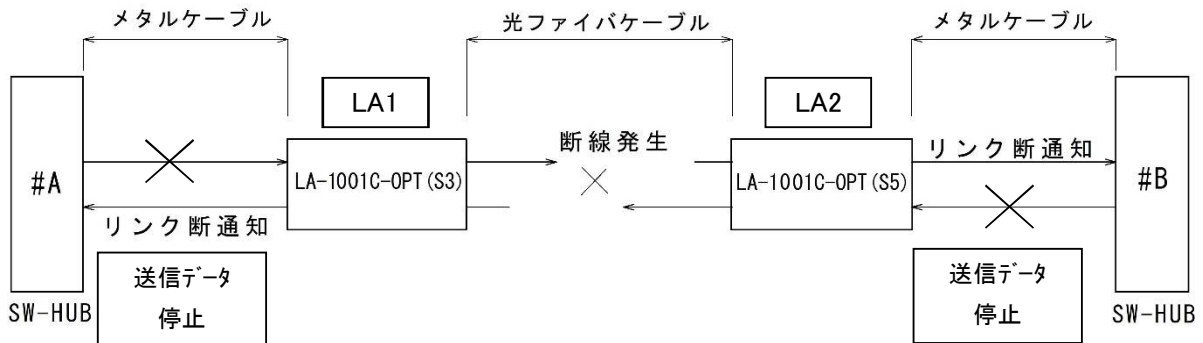 メタルケーブル
光ファイバケーブル
メタルケーブル
LA1
LA2
断線発生
リンク断通知
#A
LA-1001C-OPT(S3)
LA-1001C-OPT(S5)
#B
リンク断通知
送信ﾃﾞｰﾀ
停止
送信ﾃﾞｰﾀ
停止
SW-HUB
SW-HUB